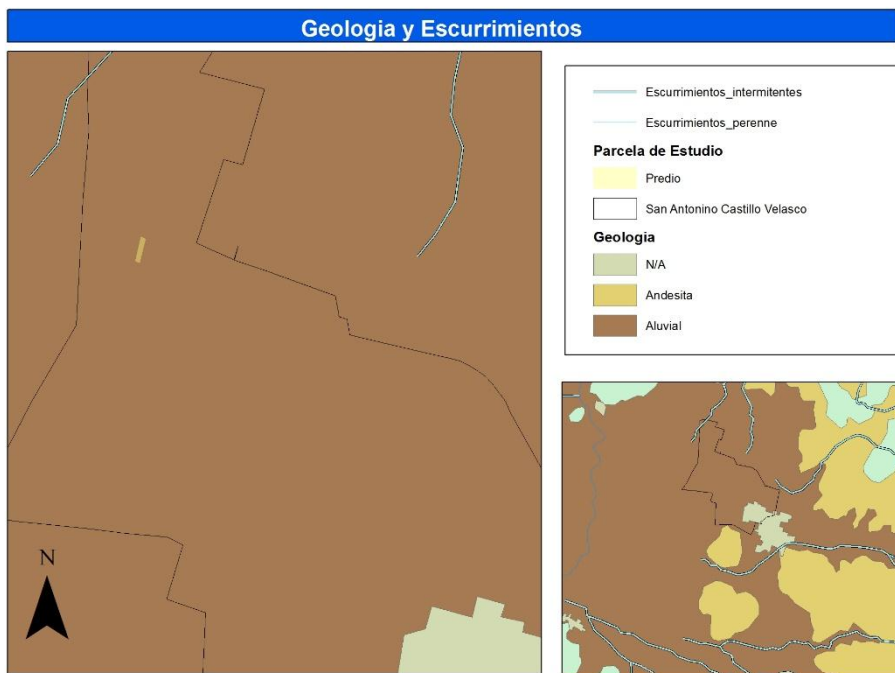 Geologia y Escurrimientos
Escurrimientos_intermitentes
Escurrimientos_perenne
Parcela de Estudio
Predio
San Antonino Castillo Velasco
Geologia
N/A
Andesita
Aluvial
N